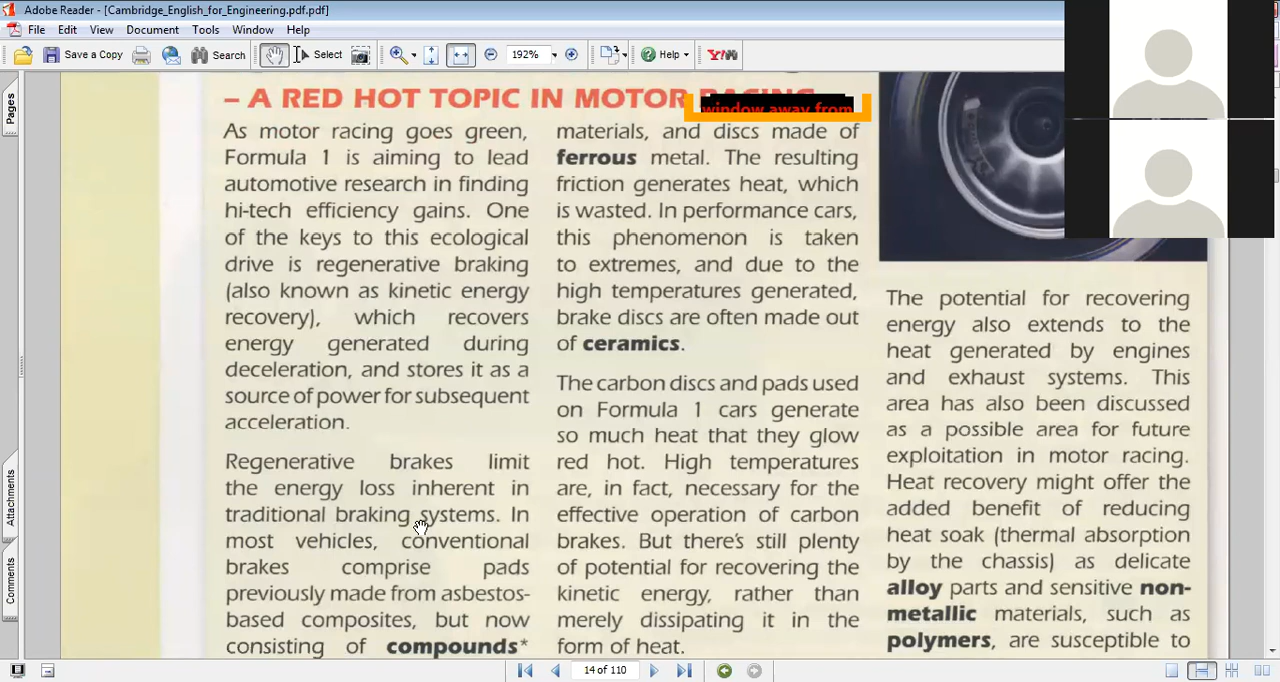 Adobe Reader - [Cambridge_English_for_Engineering.pdf.pdf]
File Edit View Document Tools Window Help
Save a Copy Search Select 192% Help Y!
– A RED HOT TOPIC IN MOTOR RACING
window away from
As motor racing goes green,
Formula 1 is aiming to lead
automotive research in finding
hi-tech efficiency gains. One
of the keys to this ecological
drive is regenerative braking
(also known as kinetic energy
recovery), which recovers
energy generated during
deceleration, and stores it as a
source of power for subsequent
acceleration.
Regenerative brakes limit
the energy loss inherent in
traditional braking systems. In
most vehicles, conventional
brakes comprise pads
previously made from asbestos-
based composites, but now
consisting of compounds*
materials, and discs made of
ferrous metal. The resulting
friction generates heat, which
is wasted. In performance cars,
this phenomenon is taken
to extremes, and due to the
high temperatures generated,
brake discs are often made out
of ceramics.
The carbon discs and pads used
on Formula 1 cars generate
so much heat that they glow
red hot. High temperatures
are, in fact, necessary for the
effective operation of carbon
brakes. But there's still plenty
of potential for recovering the
kinetic energy, rather than
merely dissipating it in the
form of heat.
The potential for recovering
energy also extends to the
heat generated by engines
and exhaust systems. This
area has also been discussed
as a possible area for future
exploitation in motor racing.
Heat recovery might offer the
added benefit of reducing
heat soak (thermal absorption
by the chassis) as delicate
alloy parts and sensitive non-
metallic materials, such as
polymers, are susceptible to
Pages
Attachments
Comments
14 of 110